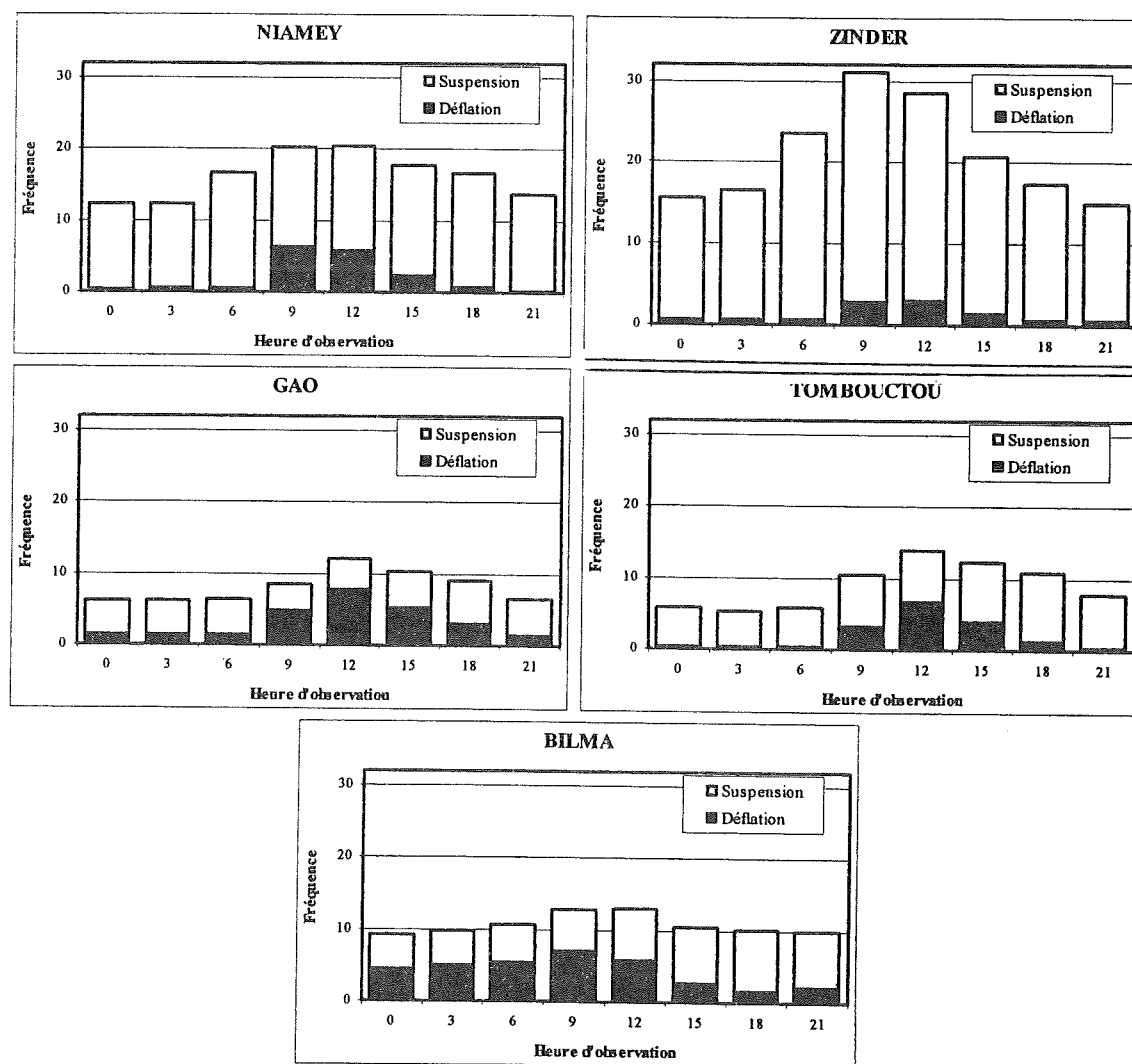 NIAMEY
30
20
10
0
Fréquence
Suspension
Déflation
0 3 6 9 12 15 18 21
Heure d'observation
ZINDER
30
20
10
0
Fréquence
Suspension
Déflation
0 3 6 9 12 15 18 21
Heure d'observation
GAO
30
20
10
0
Fréquence
Suspension
Déflation
0 3 6 9 12 15 18 21
Heure d'observation
TOMBOUCTOU
30
20
10
0
Fréquence
Suspension
Déflation
0 3 6 9 12 15 18 21
Heure d'observation
BILMA
30
20
10
0
Fréquence
Suspension
Déflation
0 3 6 9 12 15 18 21
Heure d'observation